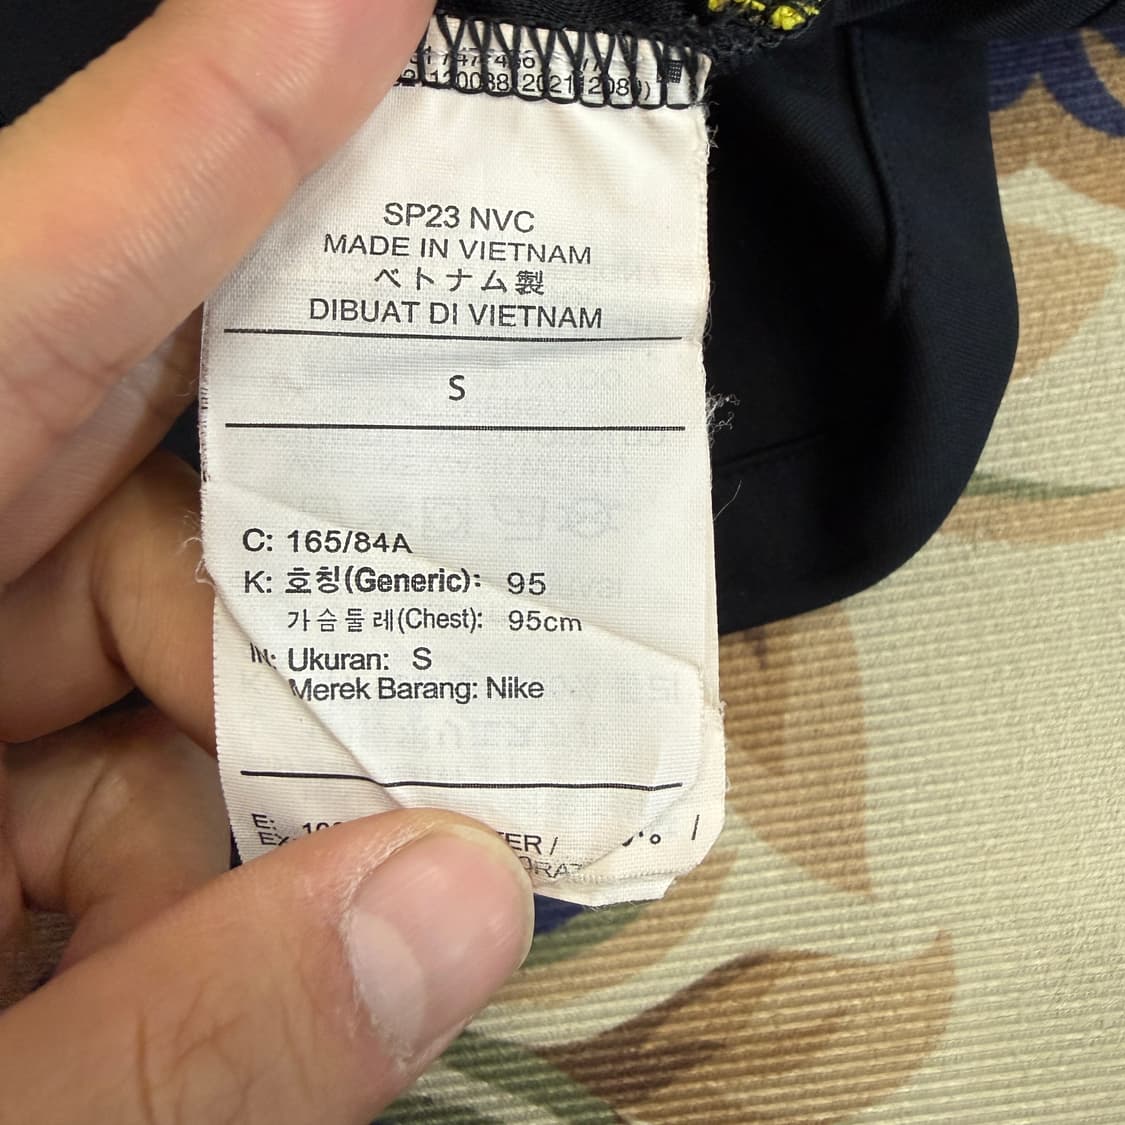 SP23 NVC
MADE IN VIETNAM
ベトナム製
DIBUAT DI VIETNAM
S
C: 165/84A
K: 호칭(Generic): 95
가슴둘레(Chest): 95cm
IN: Ukuran: S
Merek Barang: Nike
E: